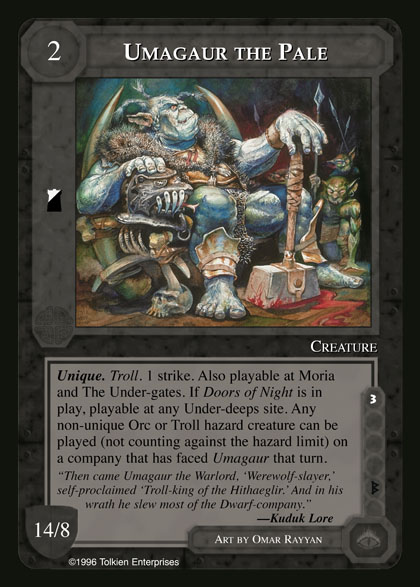 2
UMAGAUR THE PALE
CREATURE
Unique. Troll. 1 strike. Also playable at Moria
and The Under-gates. If Doors of Night is in
play, playable at any Under-deeps site. Any
non-unique Orc or Troll hazard creature can be
played (not counting against the hazard limit) on
a company that has faced Umagaur that turn.
3
“Then came Umagaur the Warlord, ‘Werewolf-slayer,’
self-proclaimed ‘Troll-king of the Hithaeglir.’ And in his
wrath he slew most of the Dwarf-company.”
—Kuduk Lore
14/8
ART BY OMAR RAYYAN
©1996 Tolkien Enterprises